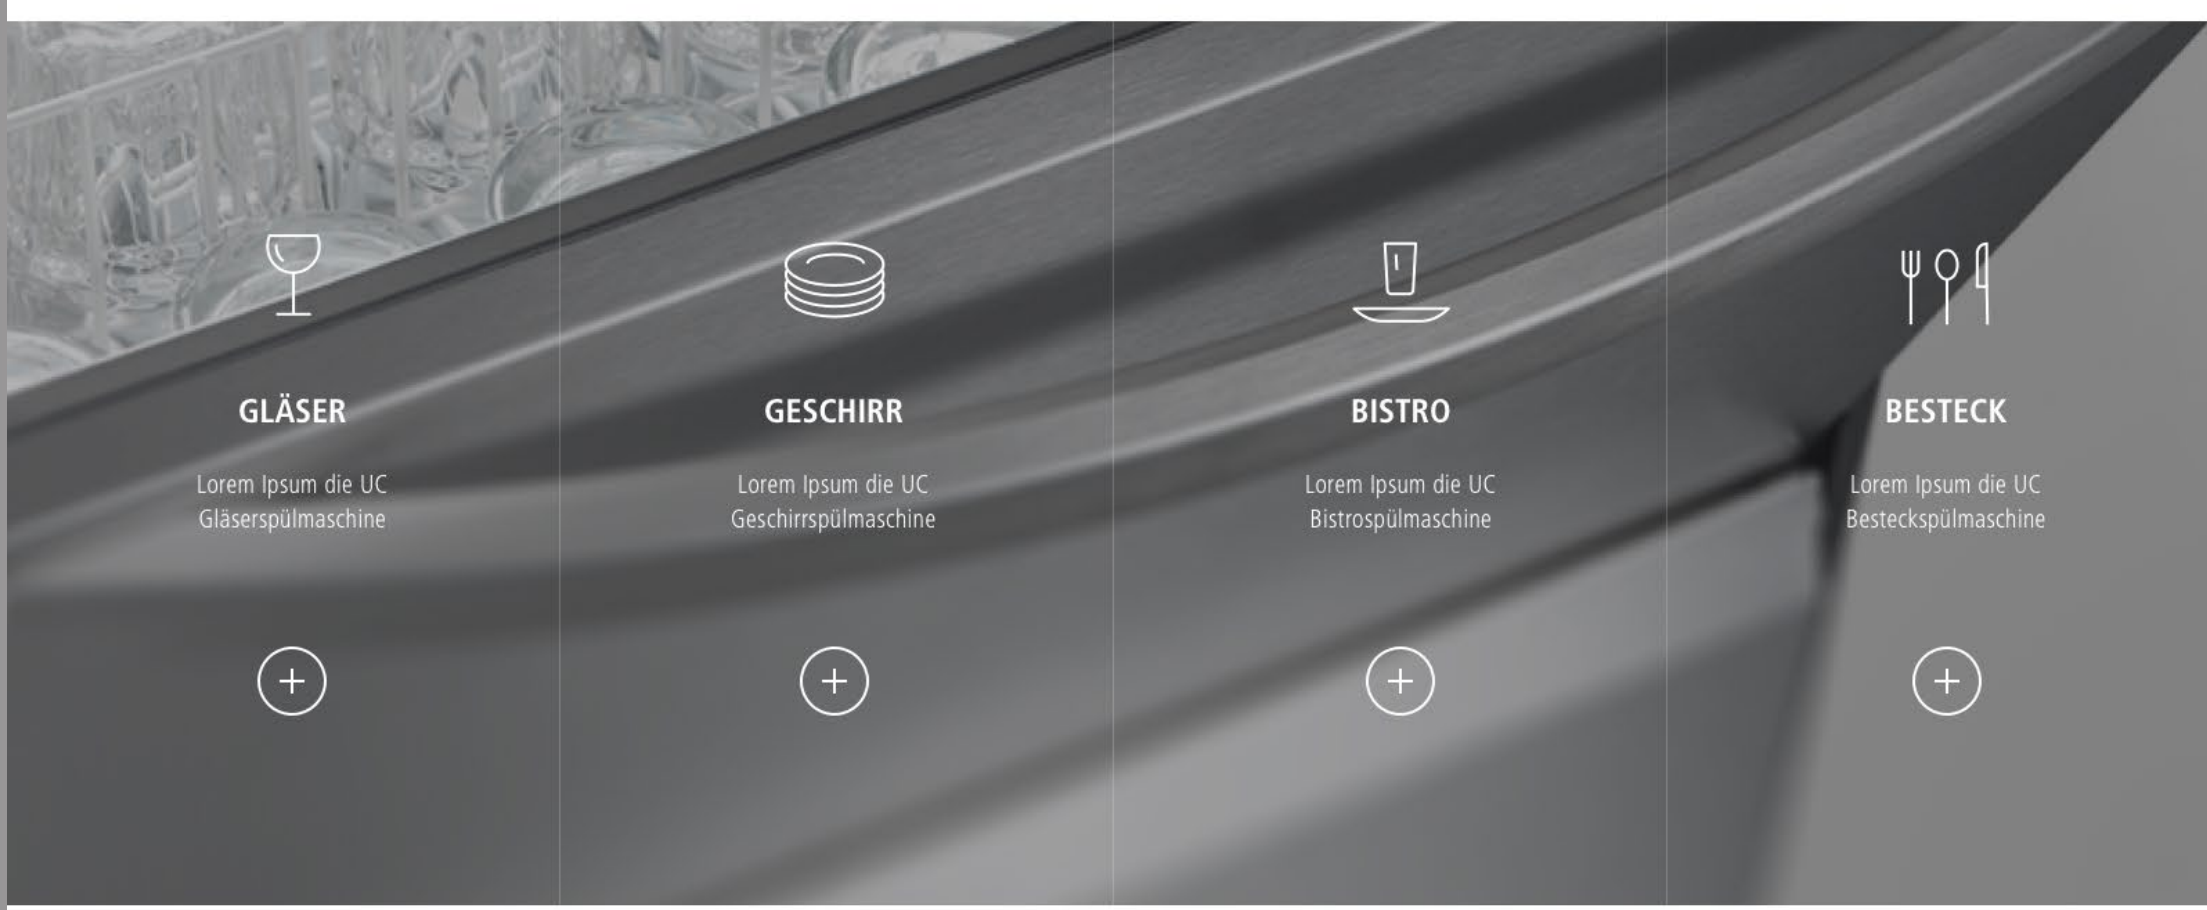 GLÄSER
Lorem Ipsum die UC
Gläserspülmaschine
GESCHIRR
Lorem Ipsum die UC
Geschirrspülmaschine
BISTRO
Lorem Ipsum die UC
Bistrospülmaschine
BESTECK
Lorem Ipsum die UC
Besteckspülmaschine